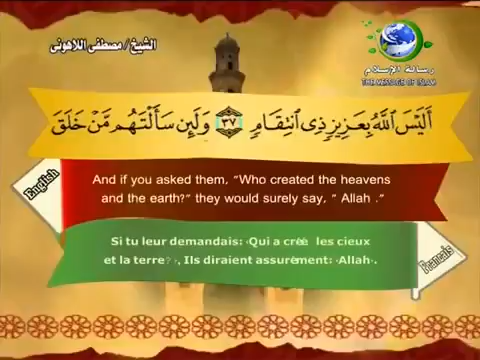 الشيخ / مصطفى اللاهونى
رسالة الإسلام
THE MESSAGE OF ISLAM
أَلَيْسَ ٱللَّهُ بِعَزِيزٍ ذِى ٱنتِقَامٍ ٣٧ وَلَئِن سَأَلْتَهُم مَّنْ خَلَقَ
English
And if you asked them, "Who created the heavens
and the earth?" they would surely say, " Allah ."
Si tu leur demandais: ‹Qui a créé les cieux
et la terre? ›, Ils diraient assurément: ‹Allah›.
Francais